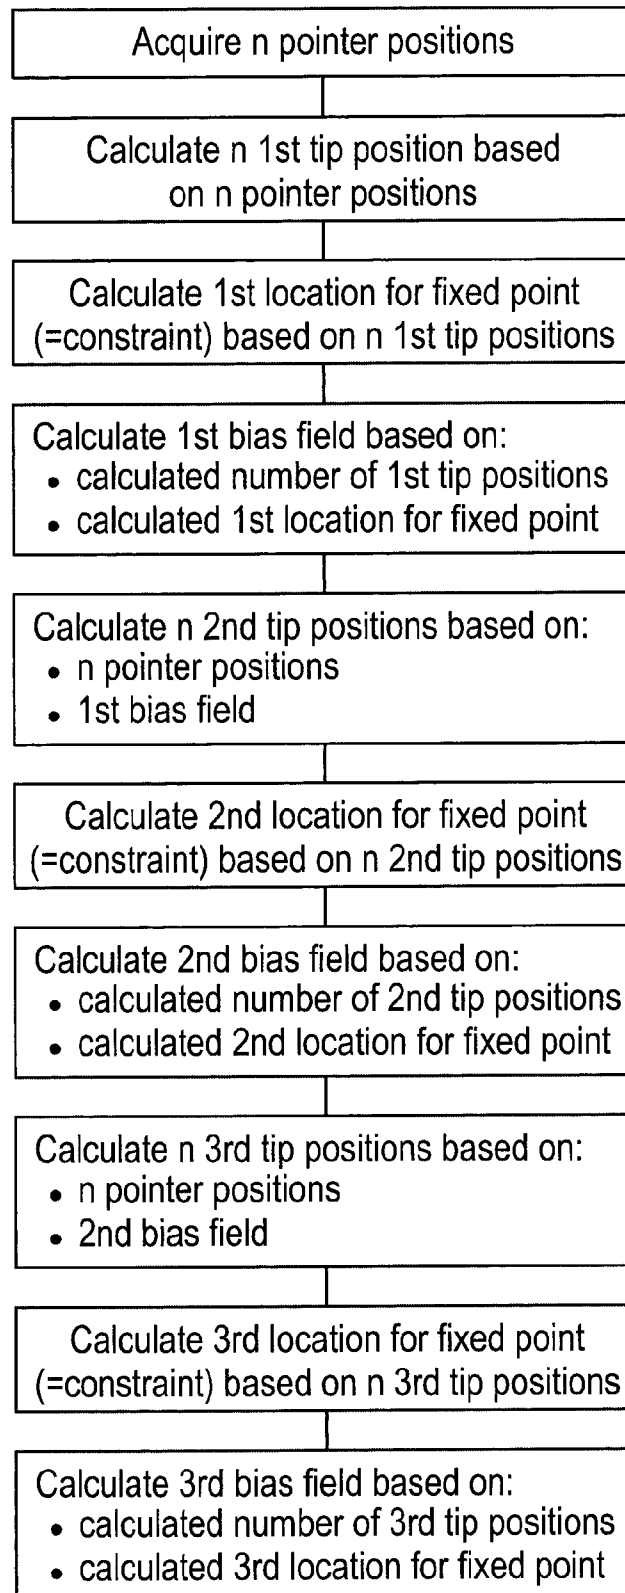 Acquire n pointer positions
Calculate n 1st tip position based
on n pointer positions
Calculate 1st location for fixed point
(=constraint) based on n 1st tip positions
Calculate 1st bias field based on:
• calculated number of 1st tip positions
• calculated 1st location for fixed point
Calculate n 2nd tip positions based on:
• n pointer positions
• 1st bias field
Calculate 2nd location for fixed point
(=constraint) based on n 2nd tip positions
Calculate 2nd bias field based on:
• calculated number of 2nd tip positions
• calculated 2nd location for fixed point
Calculate n 3rd tip positions based on:
• n pointer positions
• 2nd bias field
Calculate 3rd location for fixed point
(=constraint) based on n 3rd tip positions
Calculate 3rd bias field based on:
• calculated number of 3rd tip positions
• calculated 3rd location for fixed point